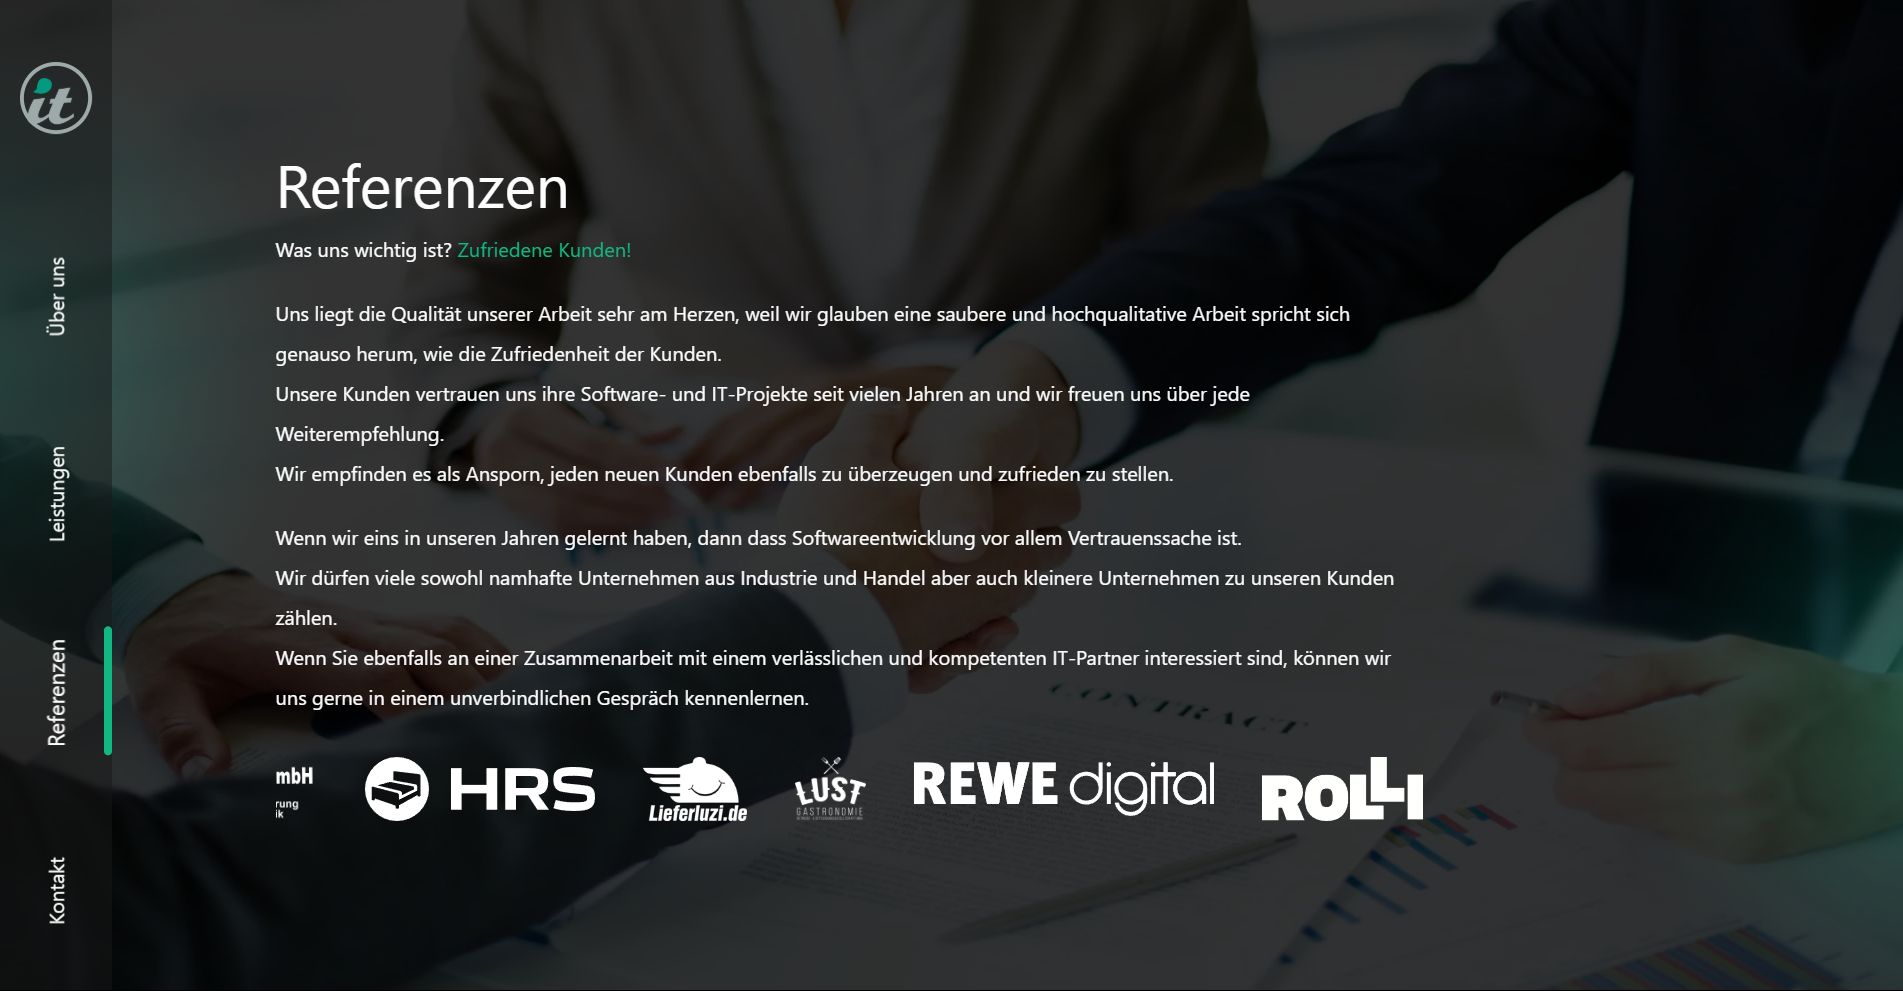 it
Über uns
Leistungen
Referenzen
Kontakt
Referenzen
Was uns wichtig ist? Zufriedene Kunden!
Uns liegt die Qualität unserer Arbeit sehr am Herzen, weil wir glauben eine saubere und hochqualitative Arbeit spricht sich
genauso herum, wie die Zufriedenheit der Kunden.
Unsere Kunden vertrauen uns ihre Software- und IT-Projekte seit vielen Jahren an und wir freuen uns über jede
Weiterempfehlung.
Wir empfinden es als Ansporn, jeden neuen Kunden ebenfalls zu überzeugen und zufrieden zu stellen.
Wenn wir eins in unseren Jahren gelernt haben, dann dass Softwareentwicklung vor allem Vertrauenssache ist.
Wir dürfen viele sowohl namhafte Unternehmen aus Industrie und Handel aber auch kleinere Unternehmen zu unseren Kunden
zählen.
Wenn Sie ebenfalls an einer Zusammenarbeit mit einem verlässlichen und kompetenten IT-Partner interessiert sind, können wir
uns gerne in einem unverbindlichen Gespräch kennenlernen.
CONTRACT
mbH
rung
ik
HRS
Lieferluzi.de
LUST
GASTRONOMIE
REWE digital
ROLLI